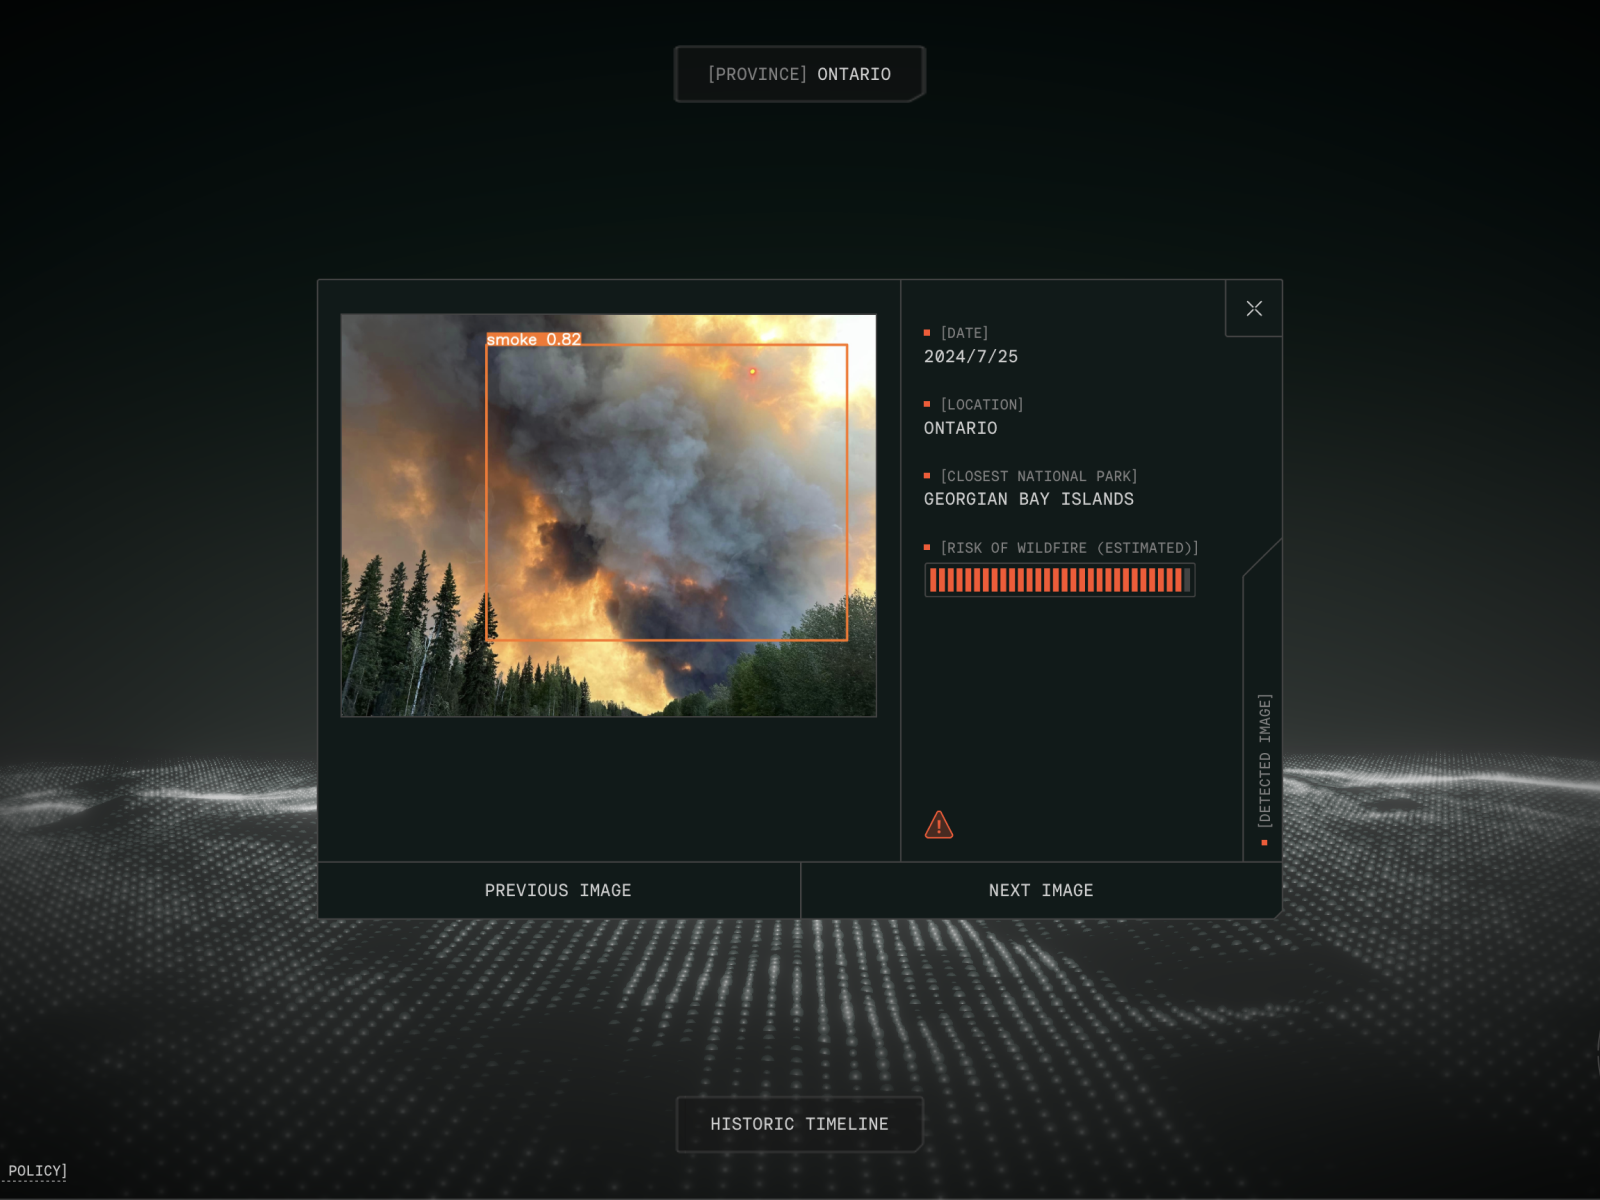 [PROVINCE] ONTARIO
smoke 0.82
[DATE]
2024/7/25
[LOCATION]
ONTARIO
[CLOSEST NATIONAL PARK]
GEORGIAN BAY ISLANDS
[RISK OF WILDFIRE (ESTIMATED)]
[DETECTED IMAGE]
PREVIOUS IMAGE
NEXT IMAGE
HISTORIC TIMELINE
POLICY]